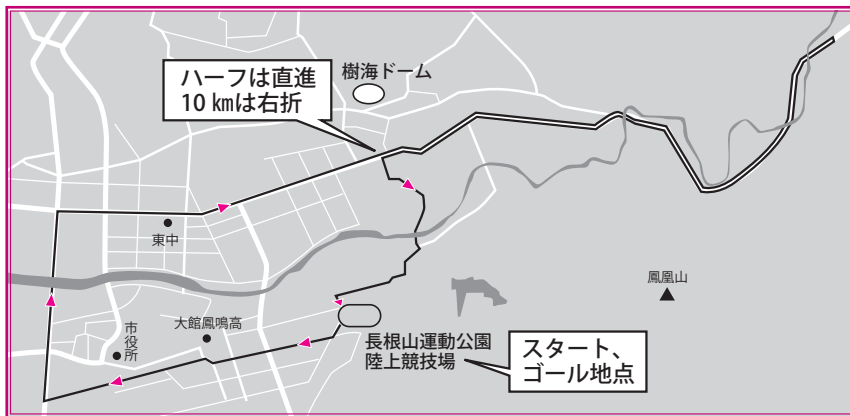 ハーフは直進
10 ㎞は右折
樹海ドーム
東中
鳳凰山
市役所
大館鳳鳴高
長根山運動公園
陸上競技場
スタート、
ゴール地点